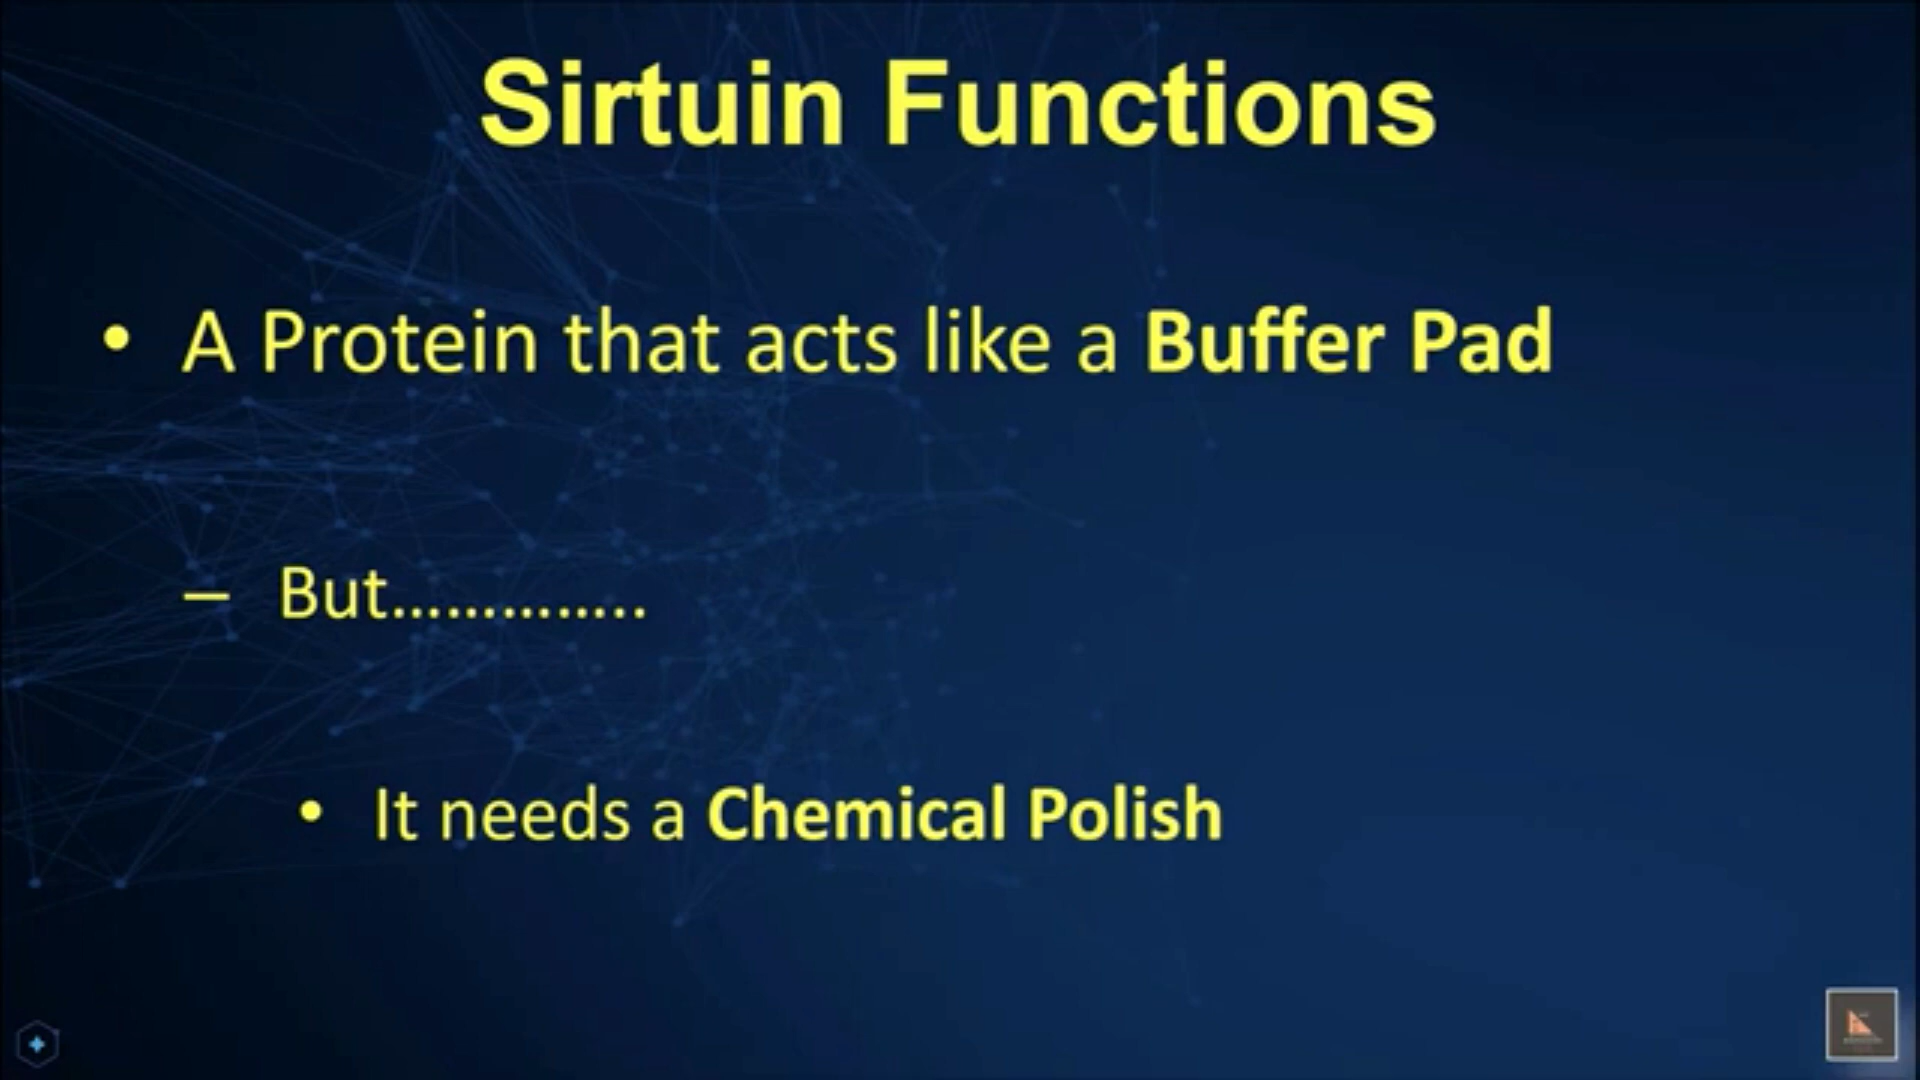 Sirtuin Functions
• A Protein that acts like a Buffer Pad
– But…………..
• It needs a Chemical Polish